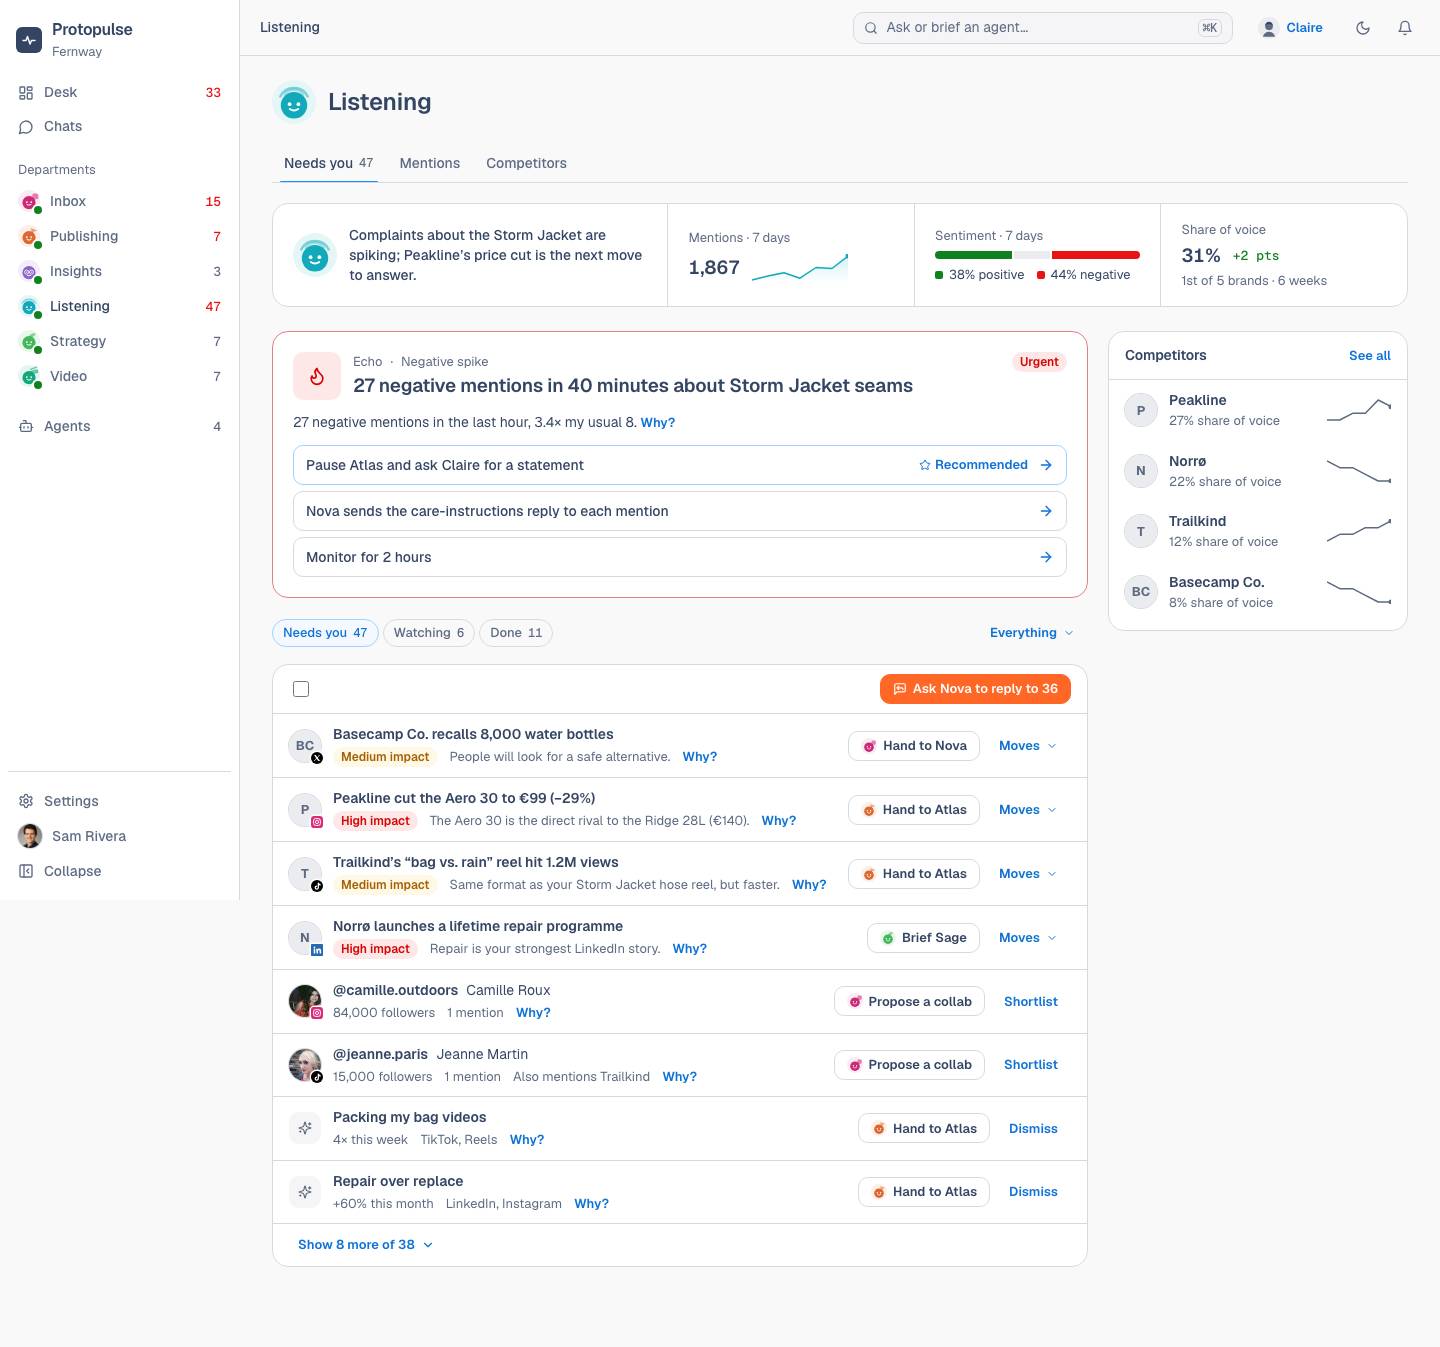 Protopulse
Fernway
Desk 33
Chats
Departments
Inbox 15
Publishing 7
Insights 3
Listening 47
Strategy 7
Video 7
Agents 4
Settings
Sam Rivera
Collapse
Listening
Ask or brief an agent… ⌘K
Claire
Listening
Needs you 47 Mentions Competitors
Complaints about the Storm Jacket are
spiking; Peakline’s price cut is the next move
to answer.
Mentions · 7 days
1,867
Sentiment · 7 days
38% positive 44% negative
Share of voice
31% +2 pts
1st of 5 brands · 6 weeks
Echo · Negative spike
Urgent
27 negative mentions in 40 minutes about Storm Jacket seams
27 negative mentions in the last hour, 3.4× my usual 8. Why?
Pause Atlas and ask Claire for a statement Recommended
Nova sends the care-instructions reply to each mention
Monitor for 2 hours
Competitors See all
P Peakline
27% share of voice
N Norrø
22% share of voice
T Trailkind
12% share of voice
BC Basecamp Co.
8% share of voice
Needs you 47 Watching 6 Done 11 Everything
Ask Nova to reply to 36
BC Basecamp Co. recalls 8,000 water bottles
Medium impact People will look for a safe alternative. Why?
Hand to Nova Moves
P Peakline cut the Aero 30 to €99 (−29%)
High impact The Aero 30 is the direct rival to the Ridge 28L (€140). Why?
Hand to Atlas Moves
T Trailkind’s “bag vs. rain” reel hit 1.2M views
Medium impact Same format as your Storm Jacket hose reel, but faster. Why?
Hand to Atlas Moves
N Norrø launches a lifetime repair programme
High impact Repair is your strongest LinkedIn story. Why?
Brief Sage Moves
@camille.outdoors Camille Roux
84,000 followers 1 mention Why?
Propose a collab Shortlist
@jeanne.paris Jeanne Martin
15,000 followers 1 mention Also mentions Trailkind Why?
Propose a collab Shortlist
Packing my bag videos
4× this week TikTok, Reels Why?
Hand to Atlas Dismiss
Repair over replace
+60% this month LinkedIn, Instagram Why?
Hand to Atlas Dismiss
Show 8 more of 38